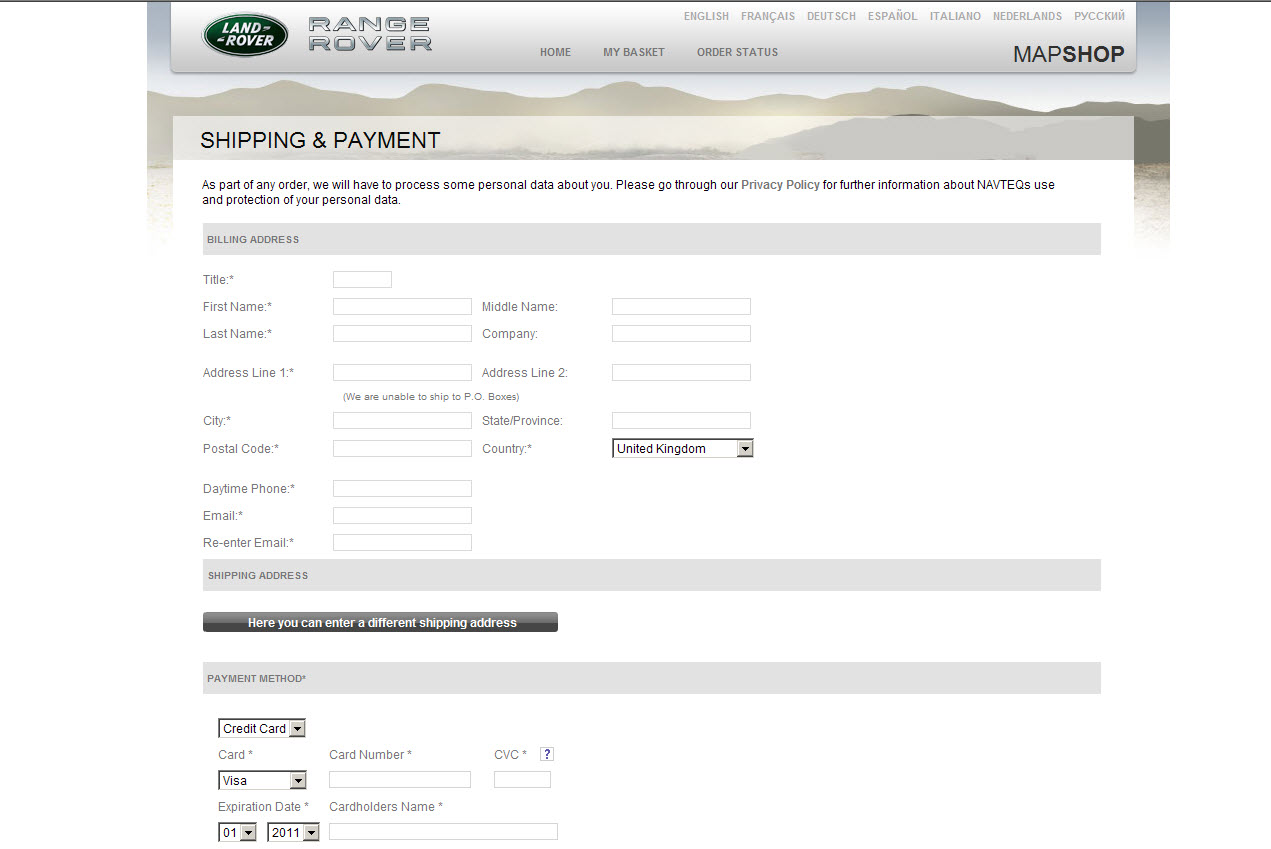 LAND-
-ROVER
RANGE
ROVER
ENGLISH FRANÇAIS DEUTSCH ESPAÑOL ITALIANO NEDERLANDS РУССКИЙ
HOME MY BASKET ORDER STATUS
MAPSHOP
SHIPPING & PAYMENT
As part of any order, we will have to process some personal data about you. Please go through our Privacy Policy for further information about NAVTEQs use
and protection of your personal data.
BILLING ADDRESS
Title:*
First Name:* Middle Name:
Last Name:* Company:
Address Line 1:* Address Line 2:
(We are unable to ship to P.O. Boxes)
City:* State/Province:
Postal Code:* Country:* United Kingdom
Daytime Phone:*
Email:*
Re-enter Email:*
SHIPPING ADDRESS
Here you can enter a different shipping address
PAYMENT METHOD*
Credit Card
Card * Card Number * CVC * ?
Visa
Expiration Date * Cardholders Name *
01 2011